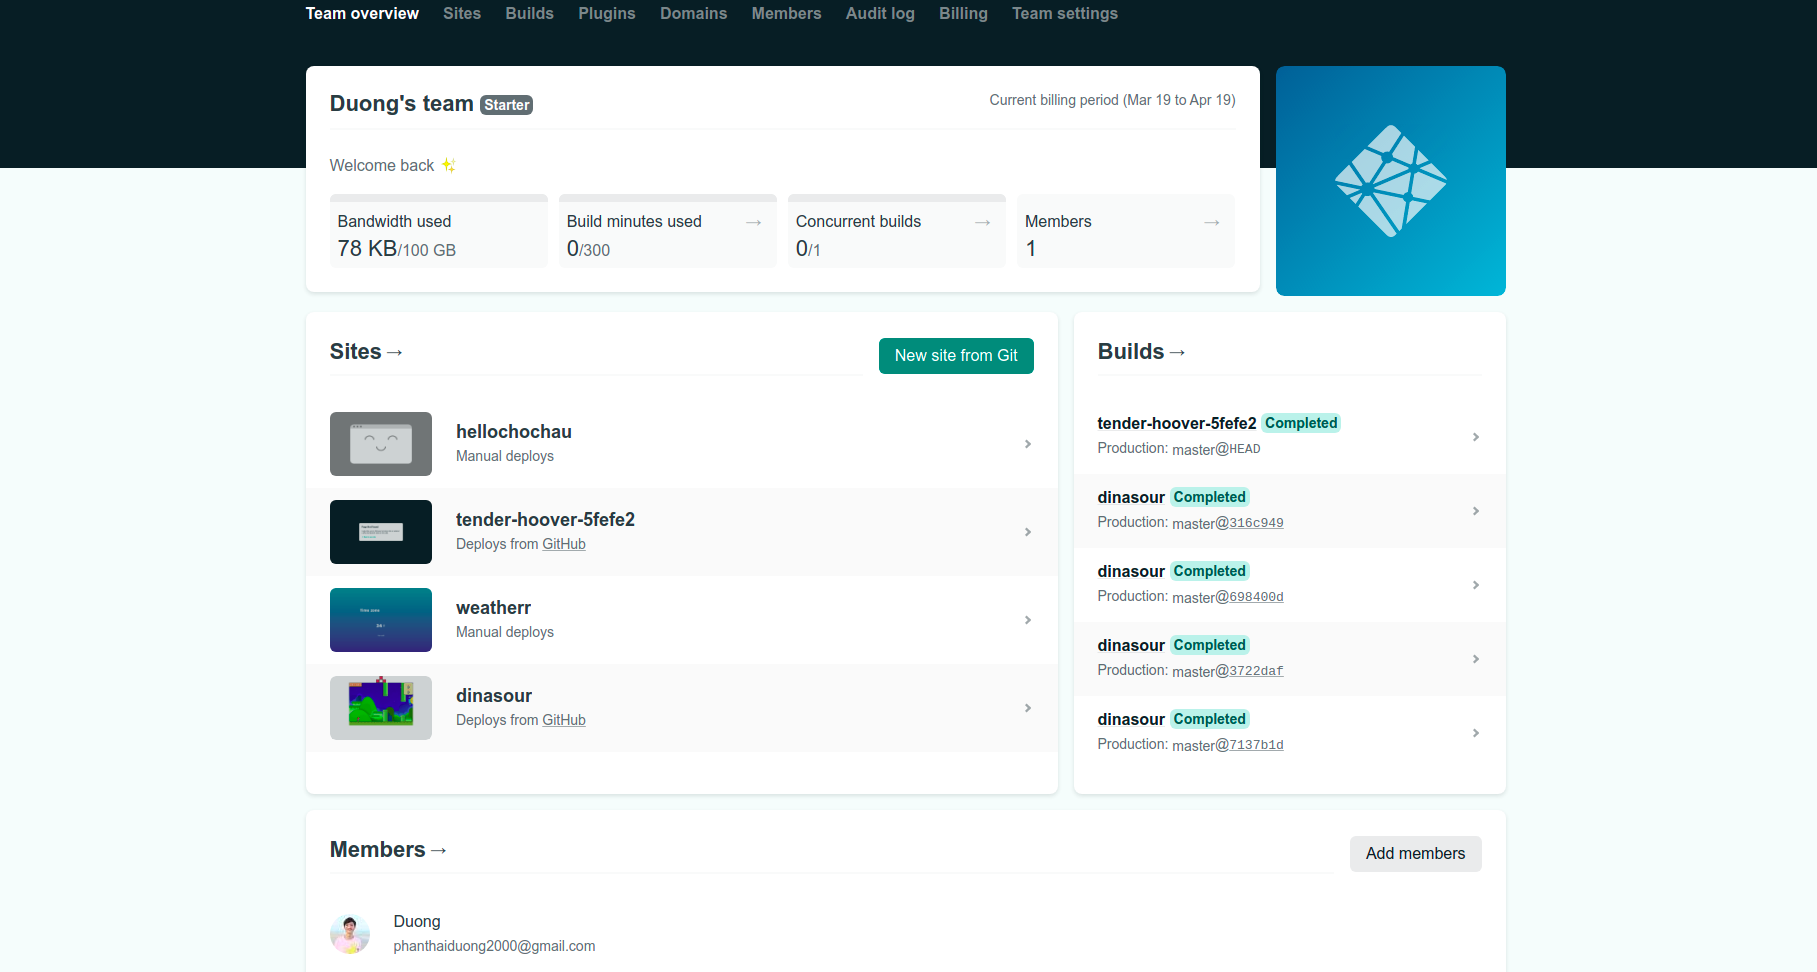 Team overview Sites Builds Plugins Domains Members Audit log Billing Team settings
Duong's team Starter
Current billing period (Mar 19 to Apr 19)
Welcome back ✨
Bandwidth used
78 KB/100 GB
Build minutes used →
0/300
Concurrent builds →
0/1
Members →
1
Sites →
New site from Git
hellochochau
Manual deploys
tender-hoover-5fefe2
Deploys from GitHub
weatherr
Manual deploys
dinasour
Deploys from GitHub
Builds →
tender-hoover-5fefe2 Completed
Production: master@HEAD
dinasour Completed
Production: master@316c949
dinasour Completed
Production: master@698400d
dinasour Completed
Production: master@3722daf
dinasour Completed
Production: master@7137b1d
Members →
Add members
Duong
phanthaiduong2000@gmail.com